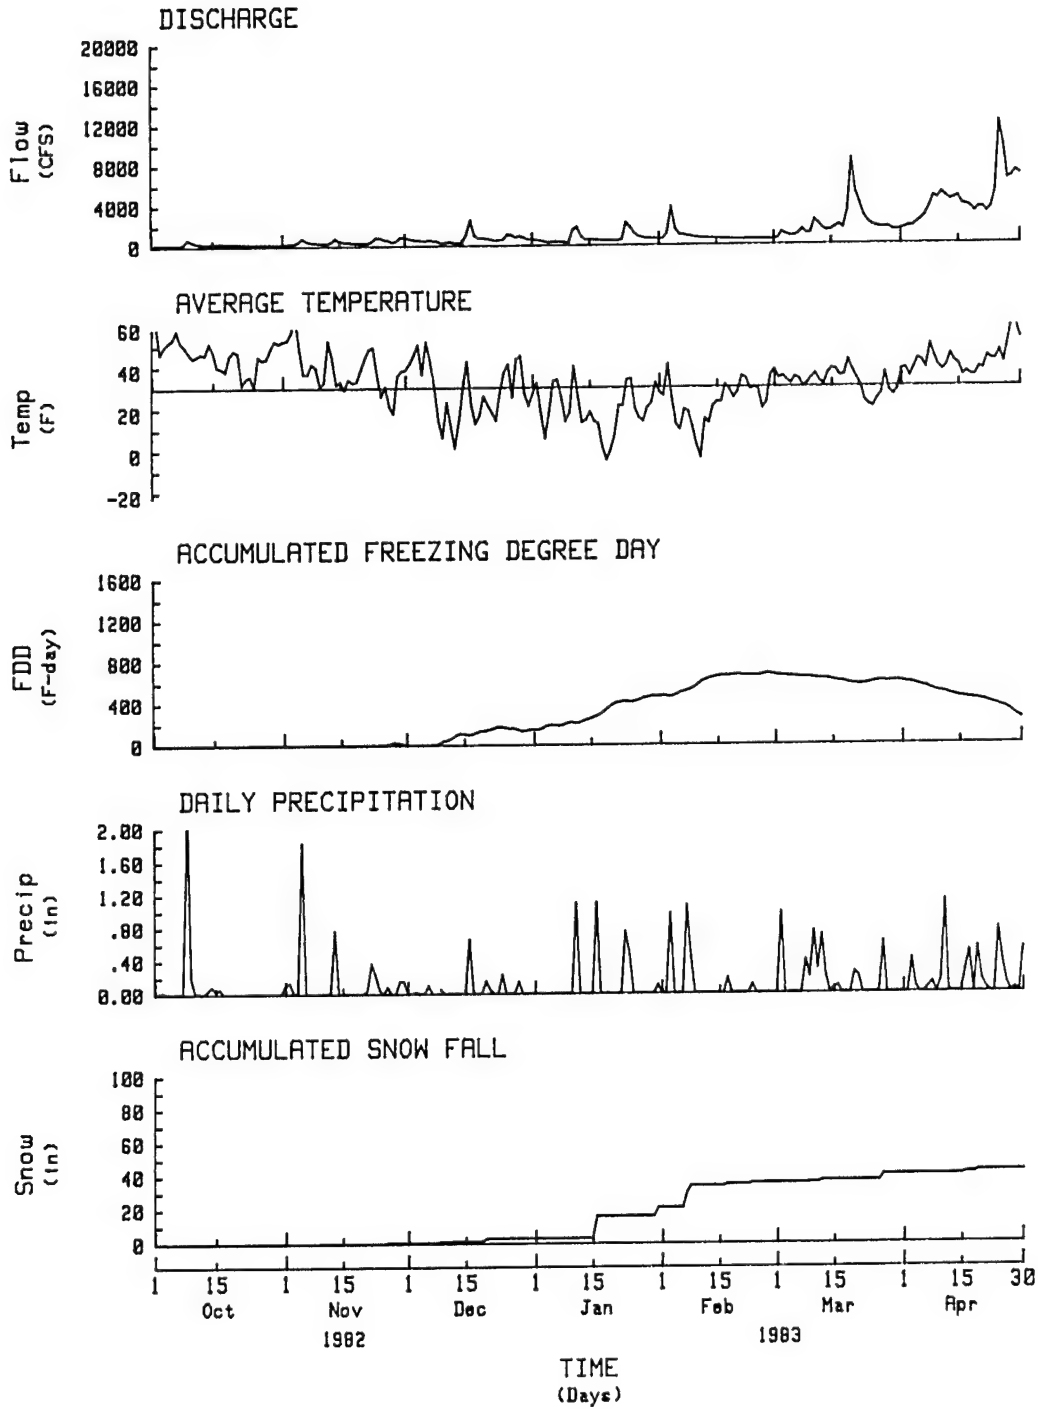 DISCHARGE
20000
16000
12000
8000
4000
0
Flow
(CFS)
AVERAGE TEMPERATURE
60
40
20
0
-20
Temp
(F)
ACCUMULATED FREEZING DEGREE DAY
1600
1200
800
400
0
FDD
(F-day)
DAILY PRECIPITATION
2.00
1.60
1.20
.80
.40
0.00
Precip
(in)
ACCUMULATED SNOW FALL
100
80
60
40
20
0
Snow
(in)
1 15 1 15 1 15 1 15 1 15 1 15 1 15 30
Oct Nov Dec Jan Feb Mar Apr
1982 1983
TIME
(Days)